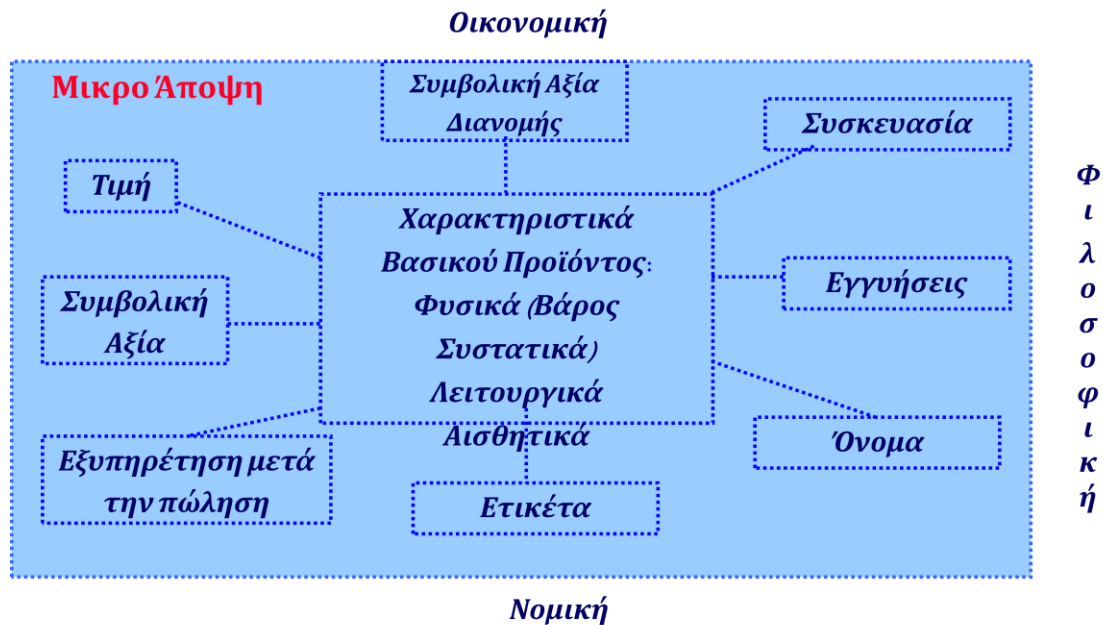 Οικονομική
Μικρο Άποψη
Συμβολική Αξία
Διανομής
Συσκευασία
Τιμή
Χαρακτηριστικά
Βασικού Προϊόντος:
Φυσικά (Βάρος
Συστατικά)
Λειτουργικά
Αισθητικά
Συμβολική
Αξία
Εγγυήσεις
Εξυπηρέτηση μετά
την πώληση
Ετικέτα
Όνομα
Φιλοσοφική
Νομική